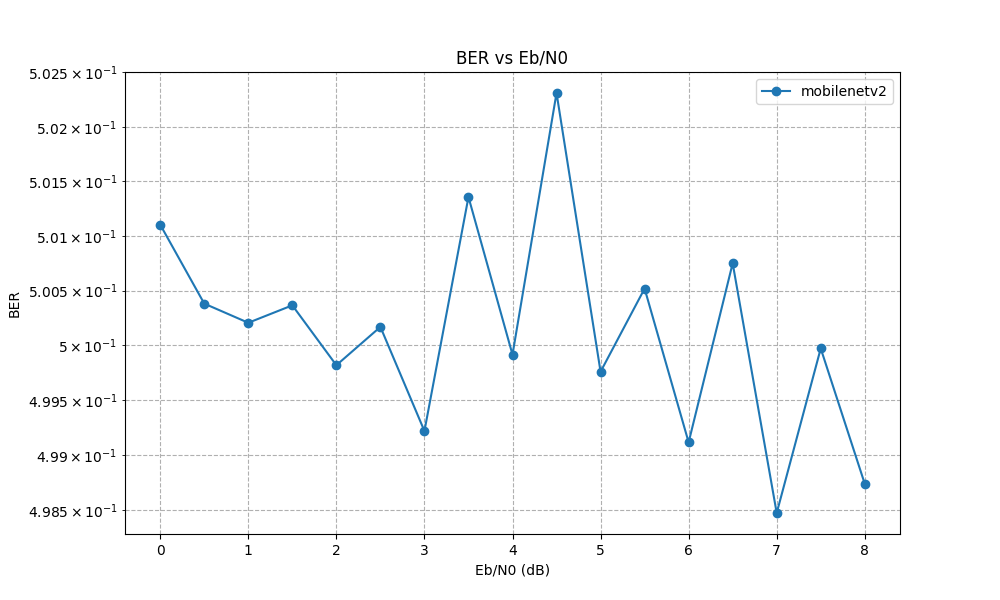 BER vs Eb/N0
mobilenetv2
BER
5.025 × 10⁻¹
5.02 × 10⁻¹
5.015 × 10⁻¹
5.01 × 10⁻¹
5.005 × 10⁻¹
5 × 10⁻¹
4.995 × 10⁻¹
4.99 × 10⁻¹
4.985 × 10⁻¹
0 1 2 3 4 5 6 7 8
Eb/N0 (dB)